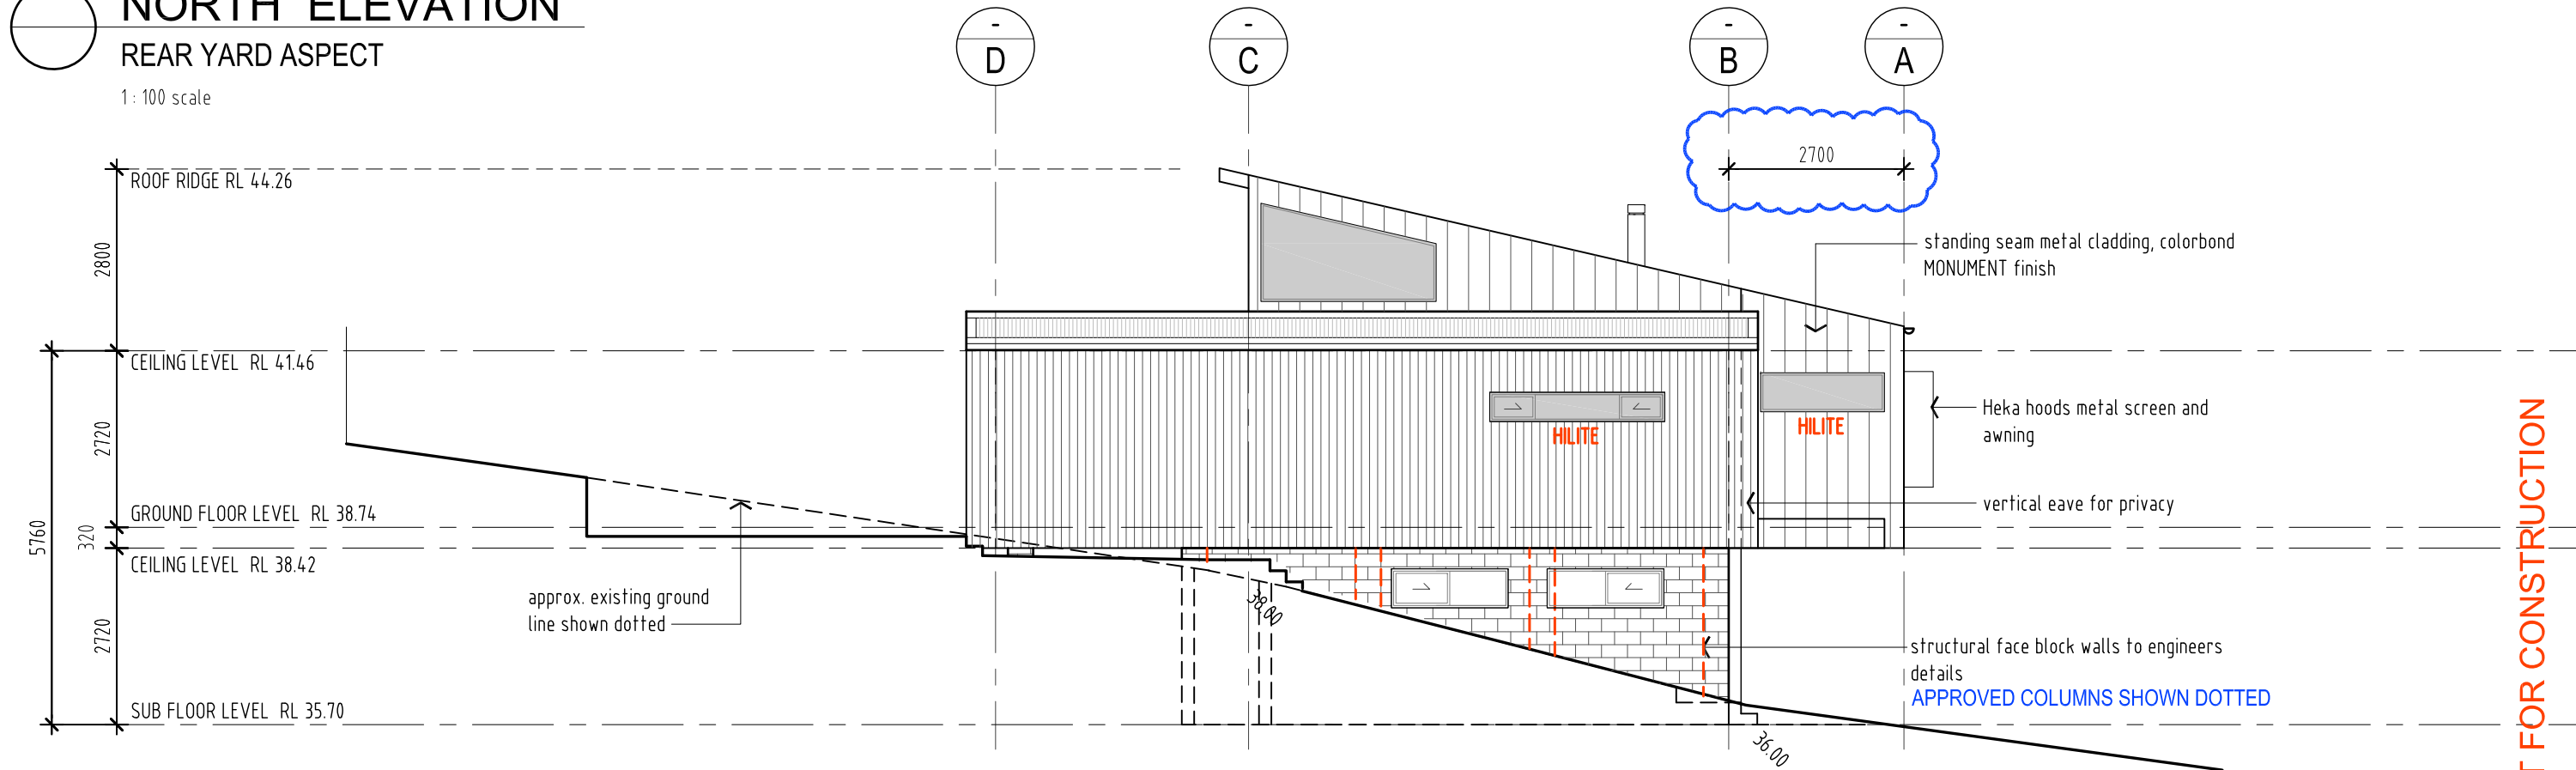 NORTH ELEVATION
REAR YARD ASPECT
1 : 100 scale
-
D
-
C
-
B
-
A
2700
ROOF RIDGE RL 44.26
2800
CEILING LEVEL RL 41.46
2720
GROUND FLOOR LEVEL RL 38.74
320
5760
CEILING LEVEL RL 38.42
2720
SUB FLOOR LEVEL RL 35.70
approx. existing ground
line shown dotted
38.00
36.00
HILITE
HILITE
standing seam metal cladding, colorbond
MONUMENT finish
Heka hoods metal screen and
awning
vertical eave for privacy
structural face block walls to engineers
details
APPROVED COLUMNS SHOWN DOTTED
FOR CONSTRUCTION